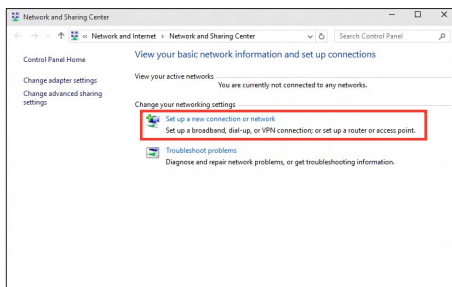 Network and Sharing Center
« Network and Internet › Network and Sharing Center
Search Control Panel
Control Panel Home
Change adapter settings
Change advanced sharing
settings
View your basic network information and set up connections
View your active networks
You are currently not connected to any networks.
Change your networking settings
Set up a new connection or network
Set up a broadband, dial-up, or VPN connection; or set up a router or access point.
Troubleshoot problems
Diagnose and repair network problems, or get troubleshooting information.